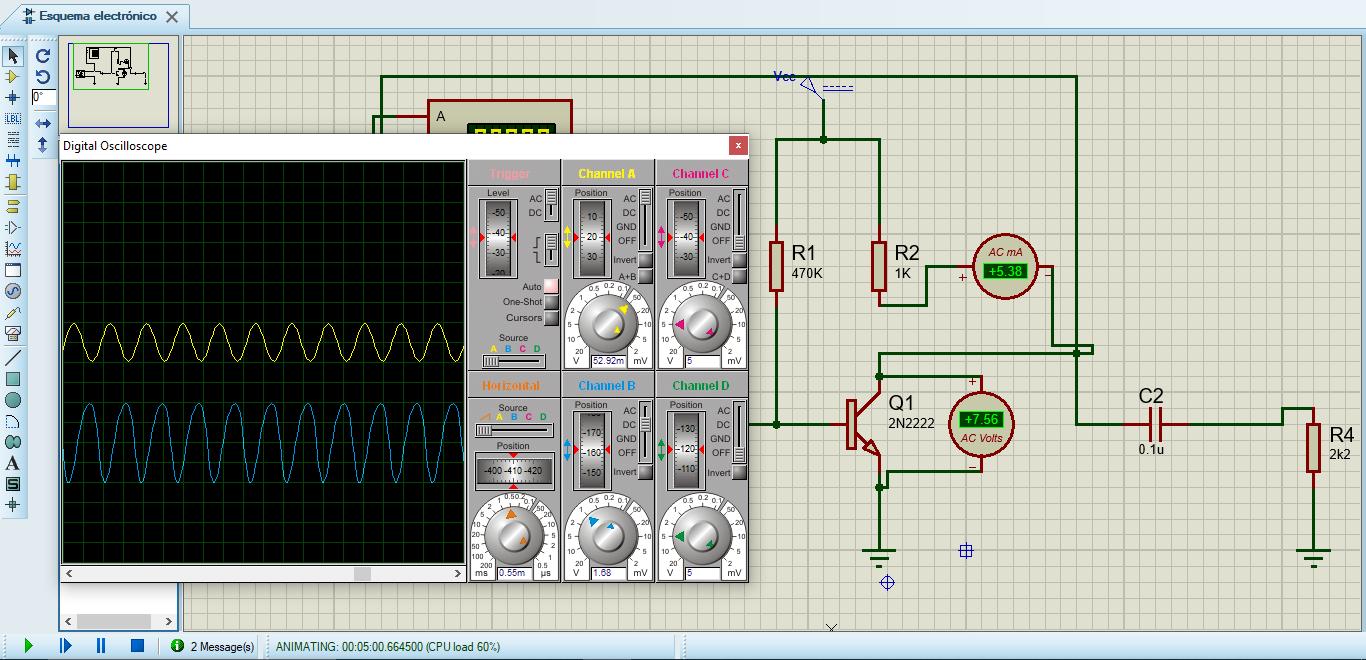 Esquema electrónico
0°
LBL
A
S
Vcc
A
Digital Oscilloscope
x
Trigger
Level
AC
DC
-50
-40
-30
-20
Auto
One-Shot
Cursors
Source
A B C D
Channel A
Position
AC
DC
GND
OFF
10
20
30
Invert
A+B
V
52.92m
mV
Channel C
Position
AC
DC
GND
OFF
-50
-40
-30
Invert
C+D
V
5
mV
Horizontal
Source
A B C D
Position
-400 -410 -420
ms
0.55m
µs
Channel B
Position
AC
DC
GND
OFF
-170
-160
-150
Invert
V
1.68
mV
Channel D
Position
AC
DC
GND
OFF
-130
-120
-110
Invert
V
5
mV
R1
470K
R2
1K
AC mA
+5.38
+
−
Q1
2N2222
+
+7.56
AC Volts
−
C2
0.1u
R4
2k2
2 Message(s)
ANIMATING: 00:05:00.664500 (CPU load 60%)